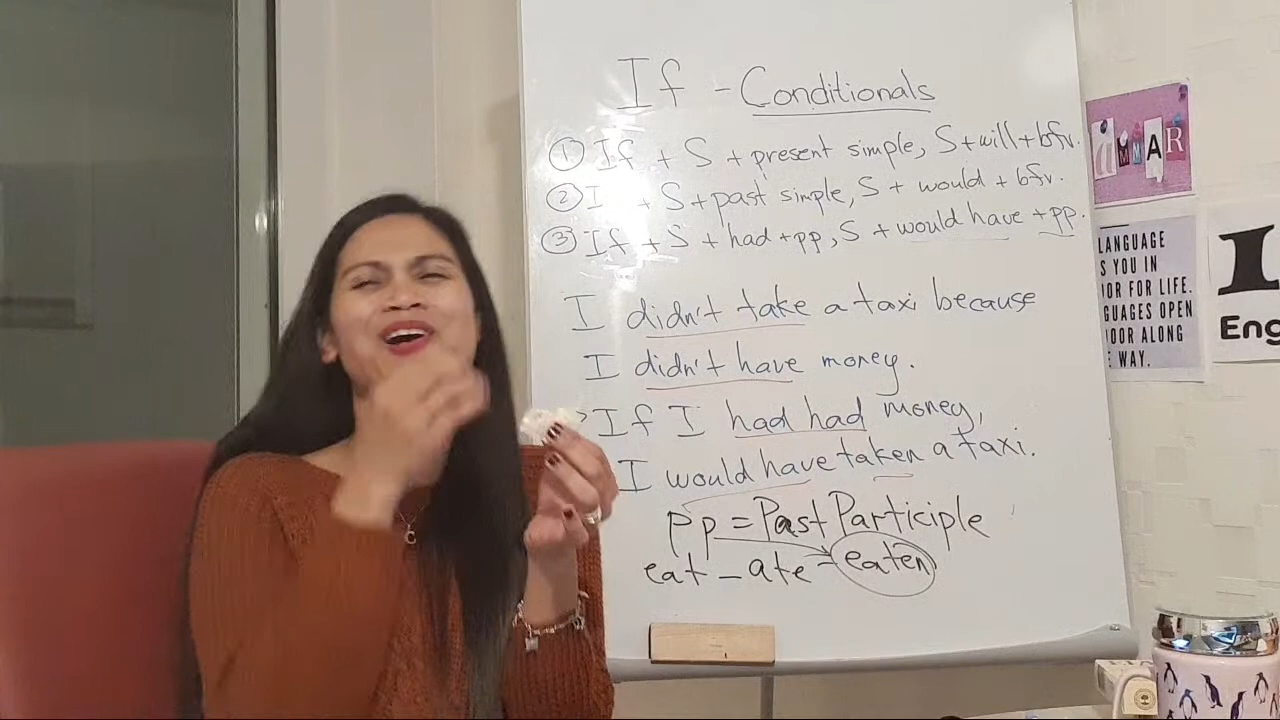 If - Conditionals
① If + S + present simple, S + will + bfv.
② I + S + past simple, S + would + bfv.
③ If + S + had + pp, S + would have + pp.
I didn't take a taxi because
I didn't have money.
If I had had money,
I would have taken a taxi.
pp = Past Participle
eat - ate - eaten
MMAR
LANGUAGE
S YOU IN
OR FOR LIFE.
GUAGES OPEN
OOR ALONG
E WAY.
I
Eng